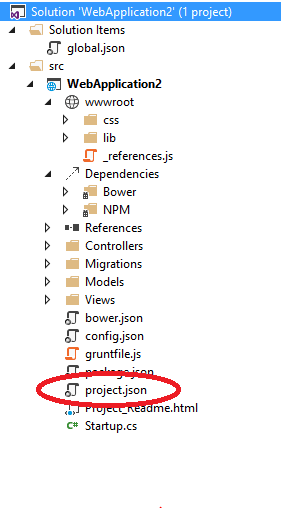 Solution 'WebApplication2' (1 project)
Solution Items
global.json
src
WebApplication2
wwwroot
css
lib
_references.js
Dependencies
Bower
NPM
References
Controllers
Migrations
Models
Views
bower.json
config.json
gruntfile.js
package.json
project.json
Project_Readme.html
C# Startup.cs